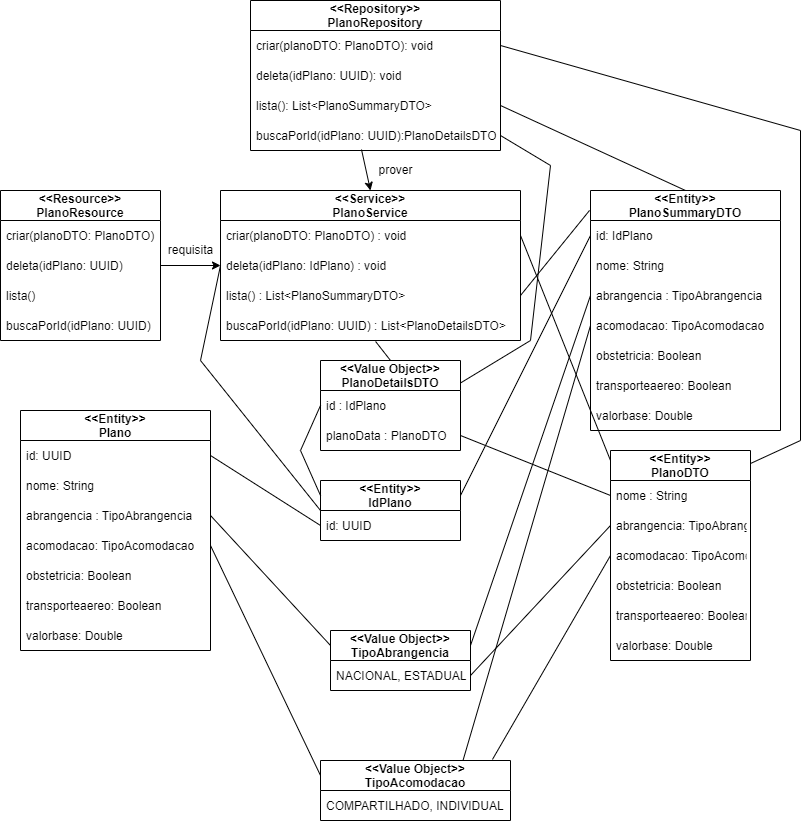 <<Repository>>
PlanoRepository
criar(planoDTO: PlanoDTO): void
deleta(idPlano: UUID): void
lista(): List<PlanoSummaryDTO>
buscaPorId(idPlano: UUID):PlanoDetailsDTO
prover
<<Resource>>
PlanoResource
criar(planoDTO: PlanoDTO)
deleta(idPlano: UUID)
lista()
buscaPorId(idPlano: UUID)
requisita
<<Service>>
PlanoService
criar(planoDTO: PlanoDTO) : void
deleta(idPlano: IdPlano) : void
lista() : List<PlanoSummaryDTO>
buscaPorId(idPlano: UUID) : List<PlanoDetailsDTO>
<<Entity>>
PlanoSummaryDTO
id: IdPlano
nome: String
abrangencia : TipoAbrangencia
acomodacao: TipoAcomodacao
obstetricia: Boolean
transporteaereo: Boolean
valorbase: Double
<<Value Object>>
PlanoDetailsDTO
id : IdPlano
planoData : PlanoDTO
<<Entity>>
Plano
id: UUID
nome: String
abrangencia : TipoAbrangencia
acomodacao: TipoAcomodacao
obstetricia: Boolean
transporteaereo: Boolean
valorbase: Double
<<Entity>>
IdPlano
id: UUID
<<Entity>>
PlanoDTO
nome : String
abrangencia: TipoAbrang
acomodacao: TipoAcom
obstetricia: Boolean
transporteaereo: Boolea
valorbase: Double
<<Value Object>>
TipoAbrangencia
NACIONAL, ESTADUAL
<<Value Object>>
TipoAcomodacao
COMPARTILHADO, INDIVIDUAL